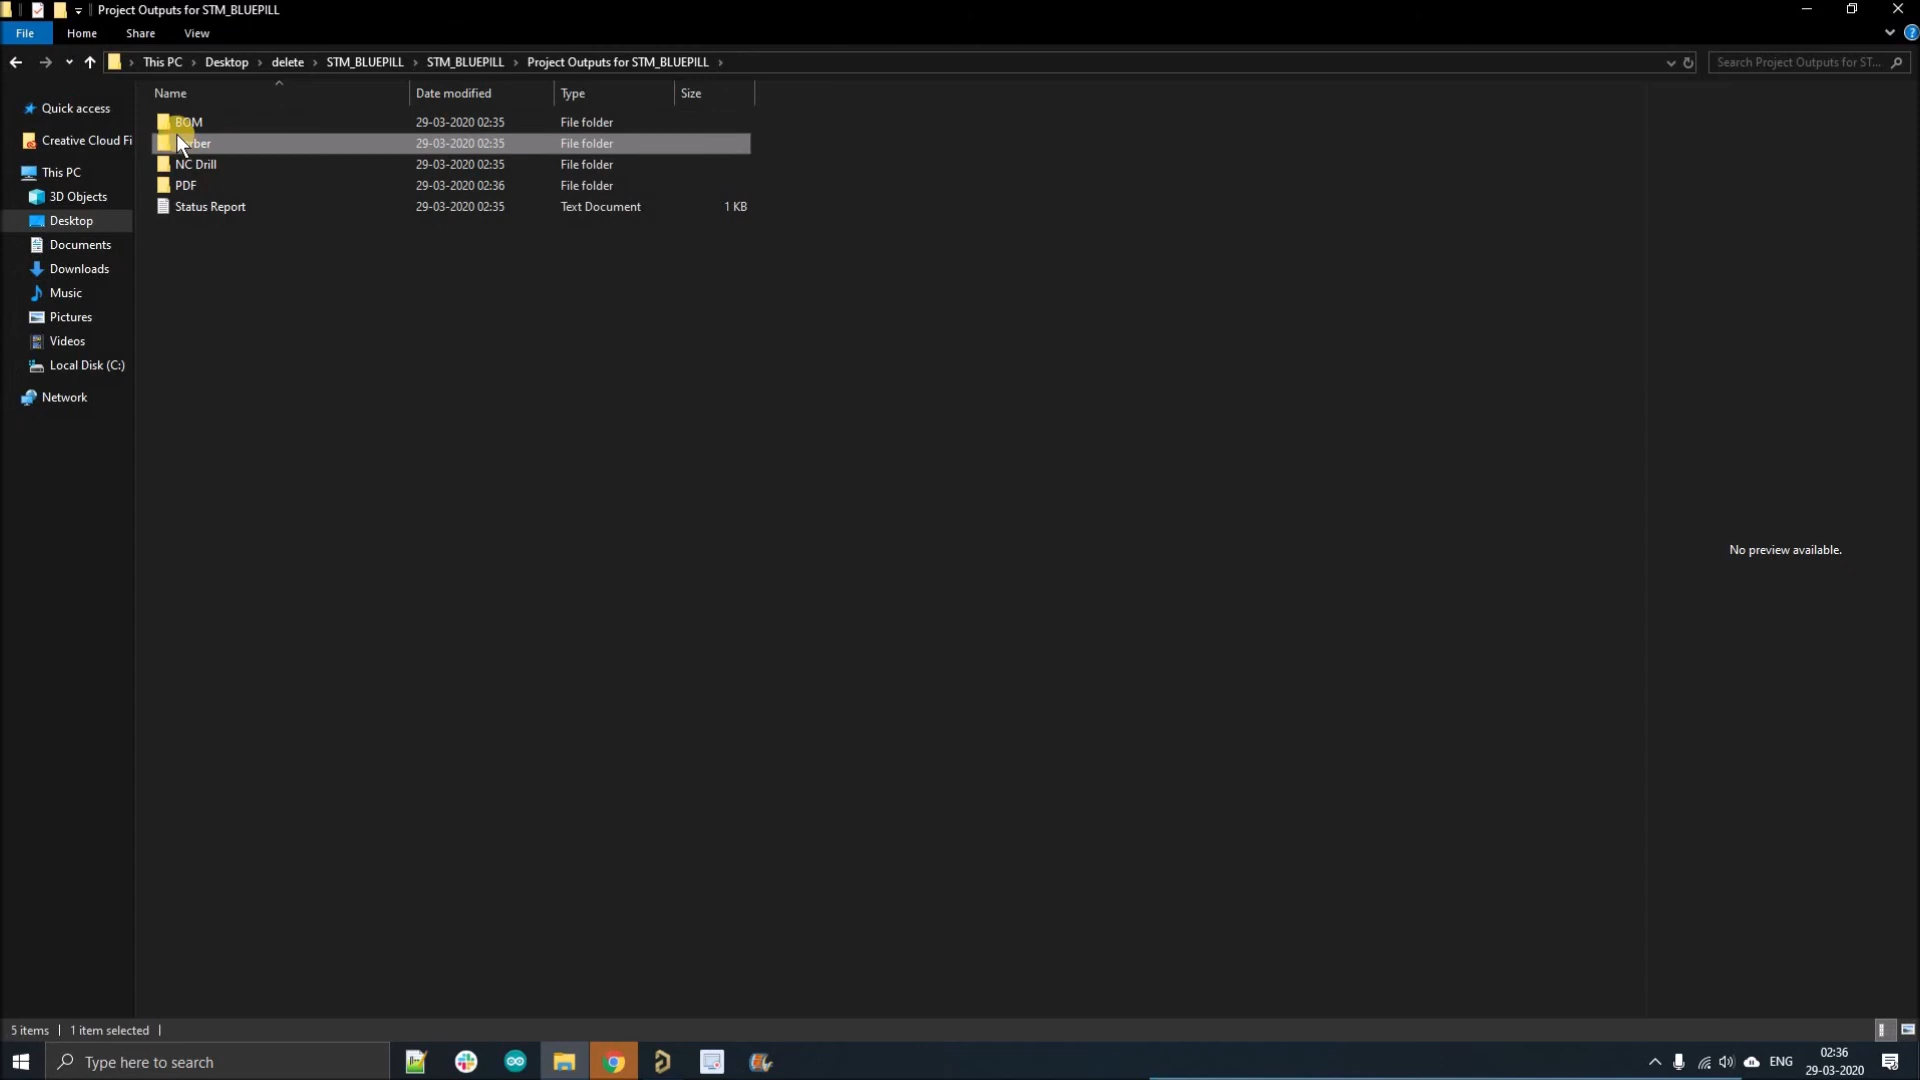 Project Outputs for STM_BLUEPILL
File Home Share View
This PC Desktop delete STM_BLUEPILL STM_BLUEPILL Project Outputs for STM_BLUEPILL
Search Project Outputs for ST...
Name Date modified Type Size
Quick access
Creative Cloud Fi
This PC
3D Objects
Desktop
Documents
Downloads
Music
Pictures
Videos
Local Disk (C:)
Network
BOM 29-03-2020 02:35 File folder
rber 29-03-2020 02:35 File folder
NC Drill 29-03-2020 02:35 File folder
PDF 29-03-2020 02:36 File folder
Status Report 29-03-2020 02:35 Text Document 1 KB
No preview available.
5 items 1 item selected
Type here to search
ENG
02:36
29-03-2020